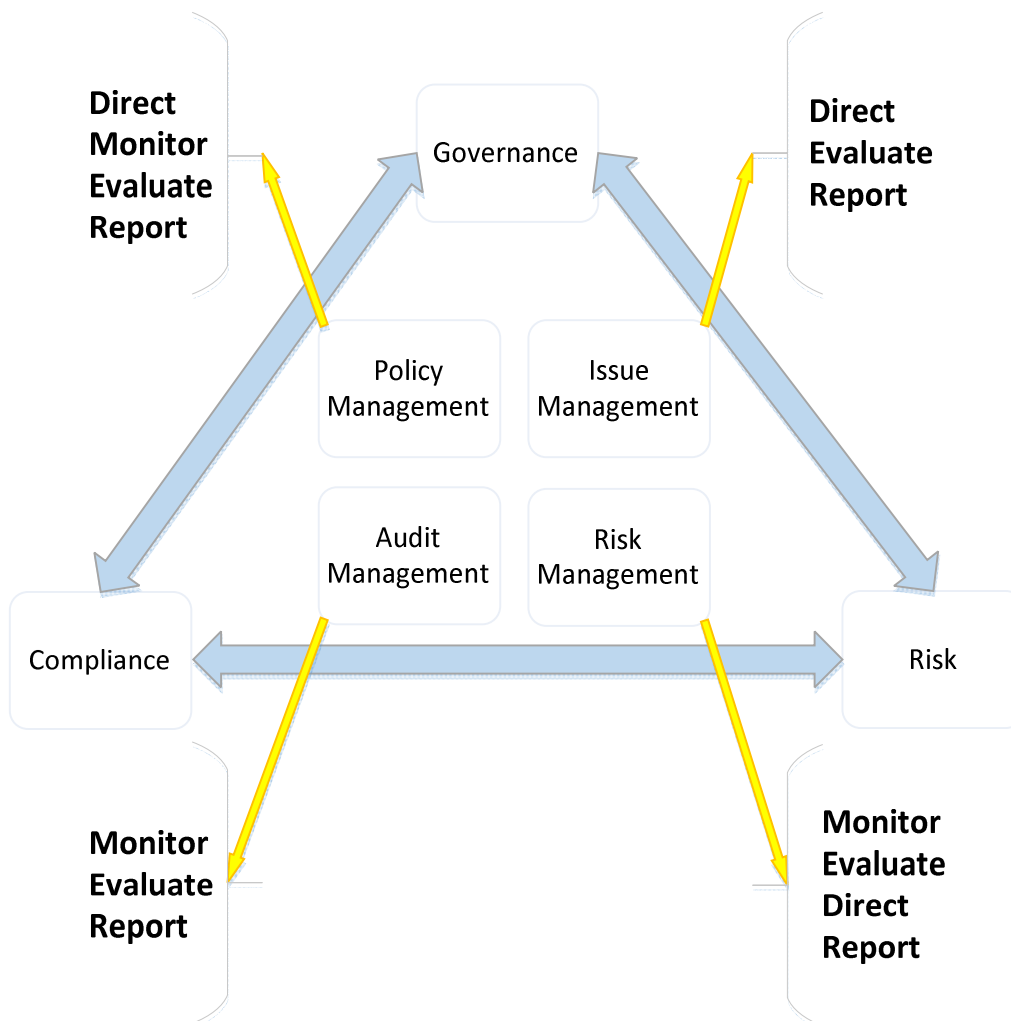 Direct
Monitor
Evaluate
Report
Governance
Direct
Evaluate
Report
Policy
Management
Issue
Management
Audit
Management
Risk
Management
Compliance
Risk
Monitor
Evaluate
Report
Monitor
Evaluate
Direct
Report